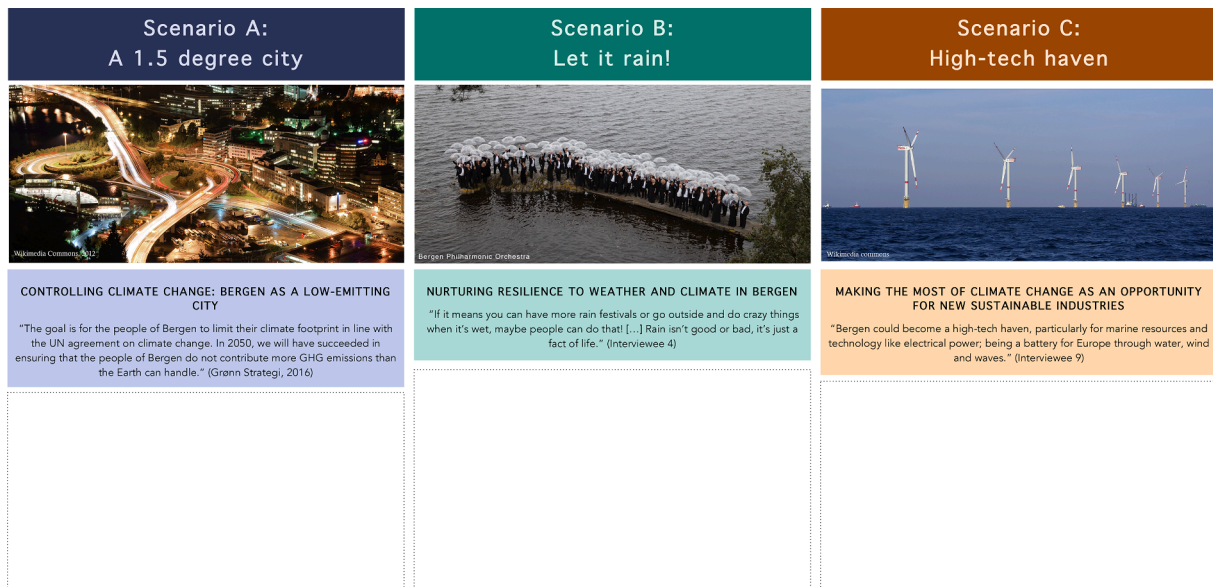 Scenario A:
A 1.5 degree city
Wikimedia Commons, 2012
CONTROLLING CLIMATE CHANGE: BERGEN AS A LOW-EMITTING
CITY
“The goal is for the people of Bergen to limit their climate footprint in line with
the UN agreement on climate change. In 2050, we will have succeeded in
ensuring that the people of Bergen do not contribute more GHG emissions than
the Earth can handle.” (Grønn Strategi, 2016)
Scenario B:
Let it rain!
Bergen Philharmonic Orchestra
NURTURING RESILIENCE TO WEATHER AND CLIMATE IN BERGEN
“If it means you can have more rain festivals or go outside and do crazy things
when it’s wet, maybe people can do that! […] Rain isn’t good or bad, it’s just a
fact of life.” (Interviewee 4)
Scenario C:
High-tech haven
Wikimedia commons
MAKING THE MOST OF CLIMATE CHANGE AS AN OPPORTUNITY
FOR NEW SUSTAINABLE INDUSTRIES
“Bergen could become a high-tech haven, particularly for marine resources and
technology like electrical power; being a battery for Europe through water, wind
and waves.” (Interviewee 9)